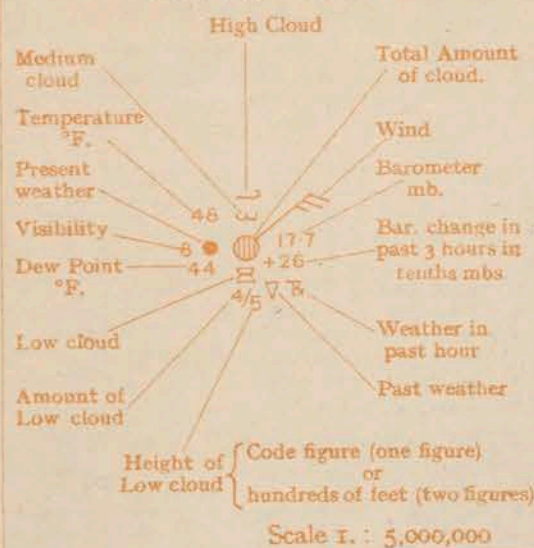 High Cloud
Medium
cloud
Total Amount
of cloud.
Temperature
°F.
Wind
Present
weather
Barometer
mb.
48
Visibility
8
17.7
Bar. change in
past 3 hours in
tenths mbs
Dew Point
°F.
44
+26
4/5
Low cloud
Weather in
past hour
Amount of
Low cloud
Past weather
Height of
Low cloud
Code figure (one figure)
or
hundreds of feet (two figures)
Scale 1. : 5,000,000